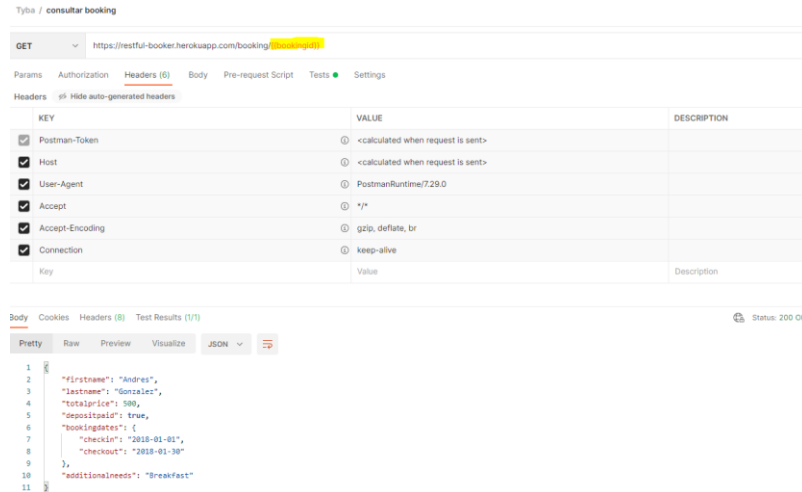 Tyba / consultar booking
GET https://restful-booker.herokuapp.com/booking/{{bookingid}}
Params Authorization Headers (6) Body Pre-request Script Tests Settings
Headers Hide auto-generated headers
KEY VALUE DESCRIPTION
Postman-Token <calculated when request is sent>
Host <calculated when request is sent>
User-Agent PostmanRuntime/7.29.0
Accept */*
Accept-Encoding gzip, deflate, br
Connection keep-alive
Key Value Description
Body Cookies Headers (8) Test Results (1/1) Status: 200 O
Pretty Raw Preview Visualize JSON
1 {
2 "firstname": "Andres",
3 "lastname": "Gonzalez",
4 "totalprice": 500,
5 "depositpaid": true,
6 "bookingdates": {
7 "checkin": "2018-01-01",
8 "checkout": "2018-01-30"
9 },
10 "additionalneeds": "Breakfast"
11 }